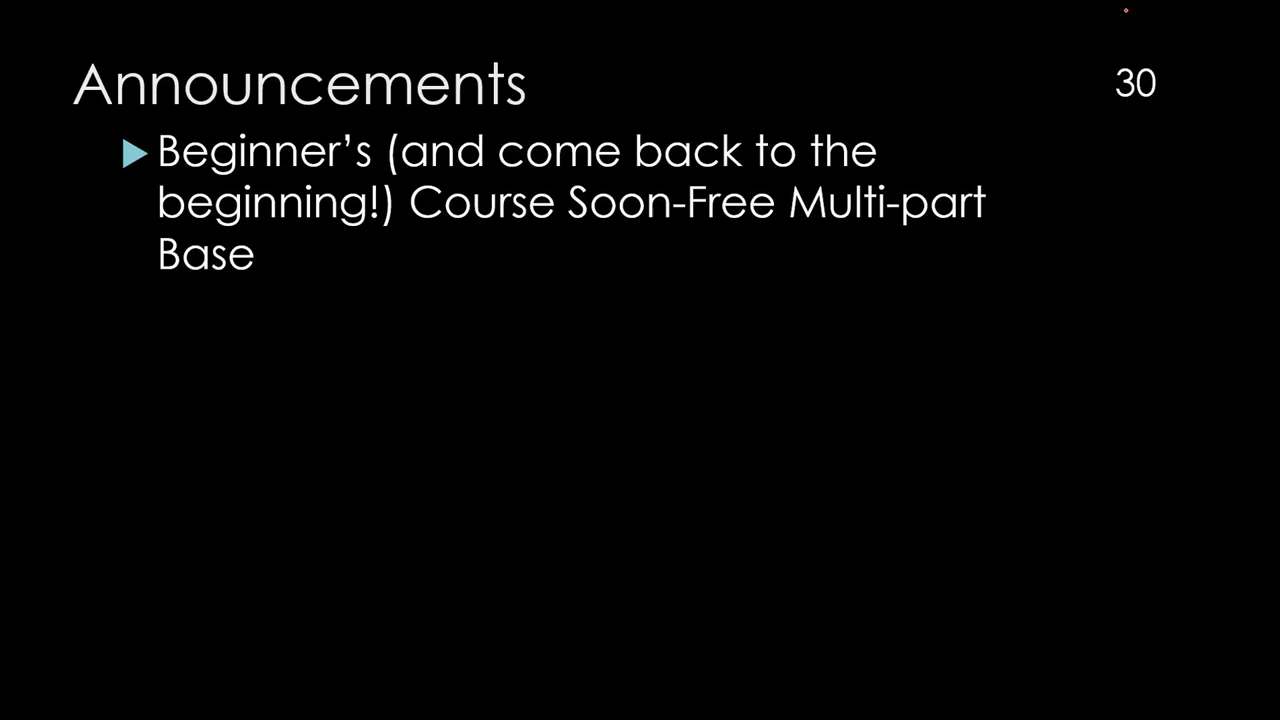 Announcements
30
Beginner’s (and come back to the
beginning!) Course Soon-Free Multi-part
Base